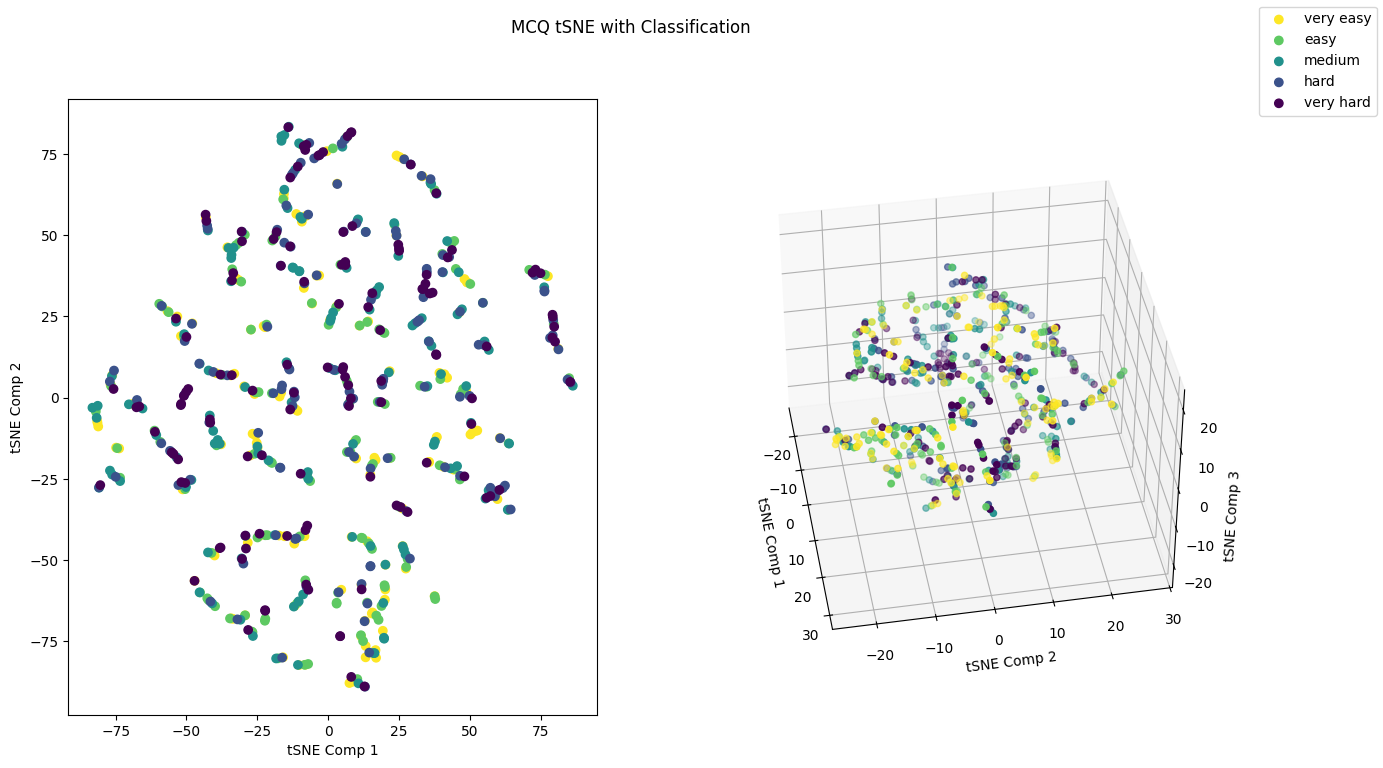 MCQ tSNE with Classification
very easy
easy
medium
hard
very hard
75
50
25
0
−25
−50
−75
tSNE Comp 2
−75 −50 −25 0 25 50 75
tSNE Comp 1
−20
−10
0
10
20
30
tSNE Comp 1
−20 −10 0 10 20 30
tSNE Comp 2
20
10
0
−10
−20
tSNE Comp 3